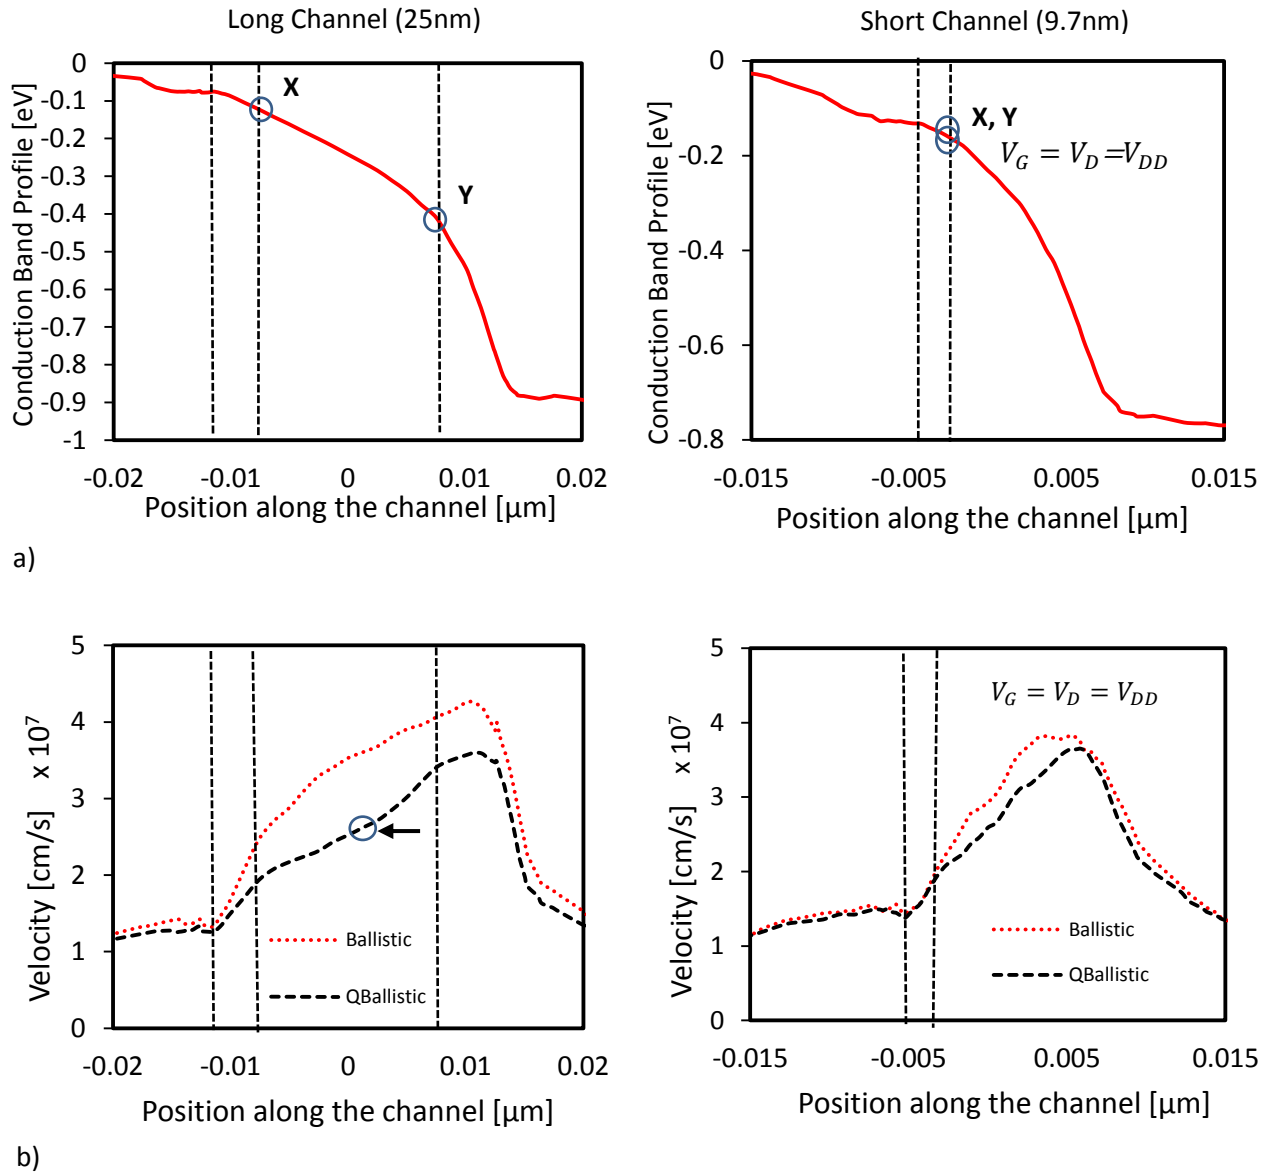 Long Channel (25nm)
Short Channel (9.7nm)
Conduction Band Profile [eV]
0
-0.1
-0.2
-0.3
-0.4
-0.5
-0.6
-0.7
-0.8
-0.9
-1
X
Y
-0.02
-0.01
0
0.01
0.02
Position along the channel [µm]
Conduction Band Profile [eV]
0
-0.2
-0.4
-0.6
-0.8
X, Y
V_G = V_D =V_DD
-0.015
-0.005
0.005
0.015
Position along the channel [µm]
a)
Velocity [cm/s] x 10^7
5
4
3
2
1
0
Ballistic
QBallistic
-0.02
-0.01
0
0.01
0.02
Position along the channel [µm]
Velocity [cm/s] x 10^7
5
4
3
2
1
0
V_G = V_D = V_DD
Ballistic
QBallistic
-0.015
-0.005
0.005
0.015
Position along the channel [µm]
b)